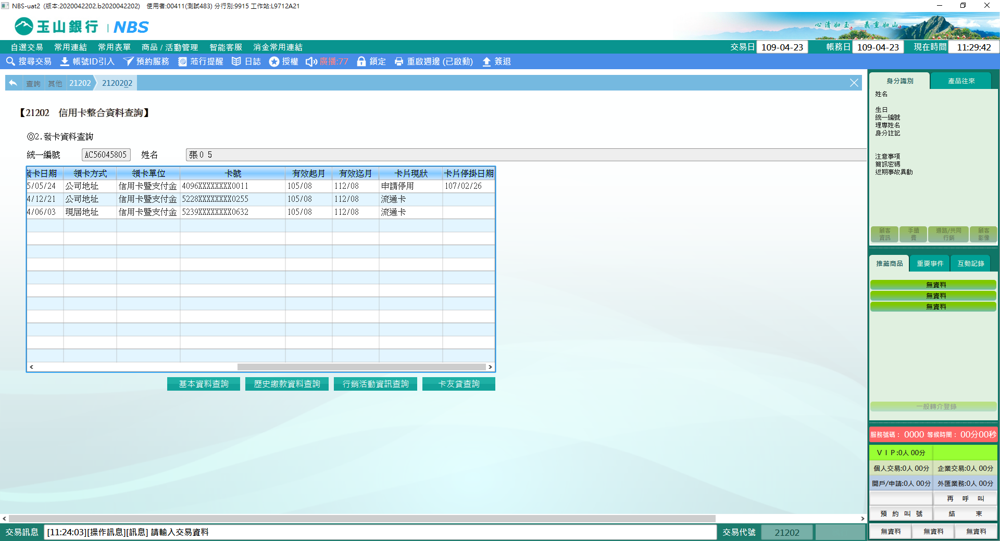 NBS-uat2 (版本:2020042202.b2020042202) 使用者:00411(測試483) 分行別:9915 工作站:L9712A21
玉山銀行 | NBS
心清如玉。義重如山。
自選交易 常用連結 常用表單 商品 / 活動管理 智能客服 消金常用連結 交易日 109-04-23 帳務日 109-04-23 現在時間 11:29:42
搜尋交易 帳號ID引入 預約服務 蒞行提醒 日誌 授權 廣播:77 鎖定 重啟週邊 (已啟動) 簽退
查詢 其他 21202 2120202
【21202 信用卡整合資料查詢】
◎2.發卡資料查詢
統一編號 AC56045805 姓名 張0 5
發卡日期 領卡方式 領卡單位 卡號 有效起月 有效迄月 卡片現狀 卡片停掛日期
5/05/24 公司地址 信用卡暨支付金 4096XXXXXXXX0011 105/08 112/08 申請停用 107/02/26
4/12/21 公司地址 信用卡暨支付金 5228XXXXXXXX0255 105/08 112/08 流通卡
4/06/03 現居地址 信用卡暨支付金 5239XXXXXXXX0632 105/08 112/08 流通卡
基本資料查詢 歷史繳款資料查詢 行銷活動資訊查詢 卡友貸查詢
身分識別 產品往來
姓名
生日
統一編號
理專姓名
身分註記
注意事項
簡訊密碼
近期事故異動
顧客資訊 手續費 通路/共同行銷 顧客影像
推薦商品 重要事件 互動記錄
無資料
無資料
無資料
一般轉介登錄
服務號碼： 0000 等候時間： 00分00秒
ＶＩＰ:0人 00分
個人交易:0人 00分 企業交易:0人 00分
開戶/申請:0人 00分 外匯業務:0人 00分
再 呼 叫
預 約 叫 號 結 束
無資料 無資料 無資料
交易訊息 [11:24:03][操作訊息][訊息] 請輸入交易資料 交易代號 21202